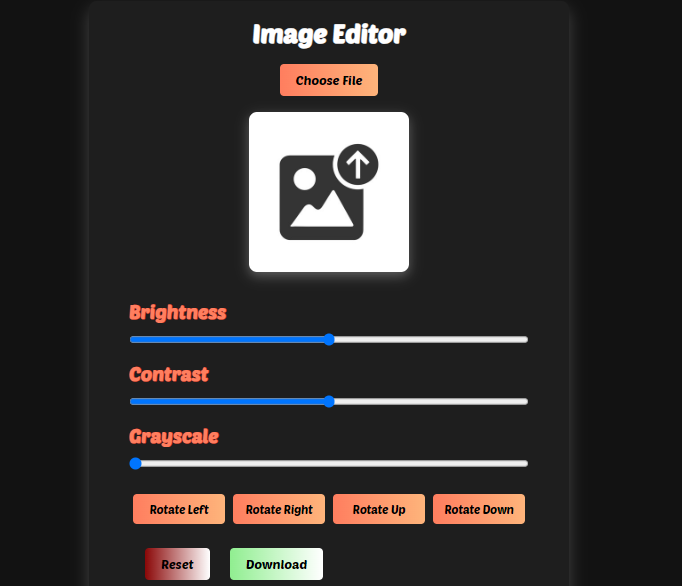 Image Editor
Choose File
Brightness
Contrast
Grayscale
Rotate Left Rotate Right Rotate Up Rotate Down
Reset Download